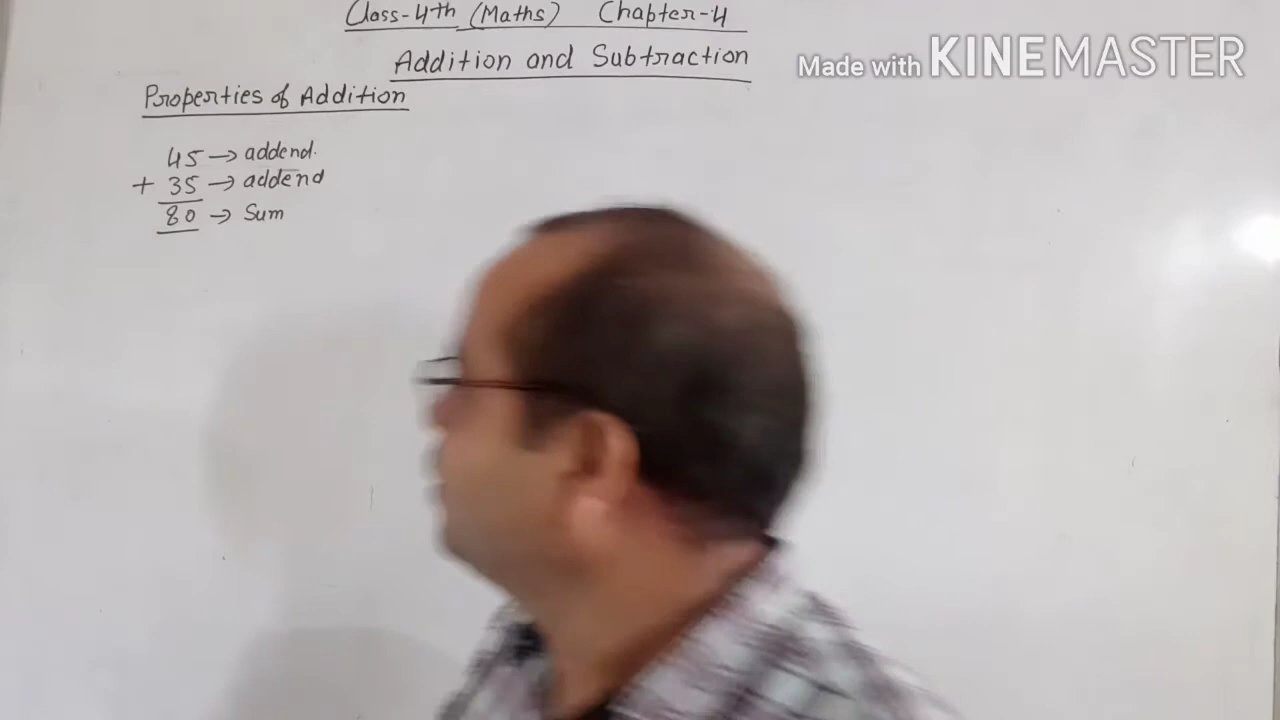 Class-4th (Maths) Chapter-4
Made with KINEMASTER
Addition and Subtraction
Properties of Addition
45 → addend.
+ 35 → addend
80 → Sum